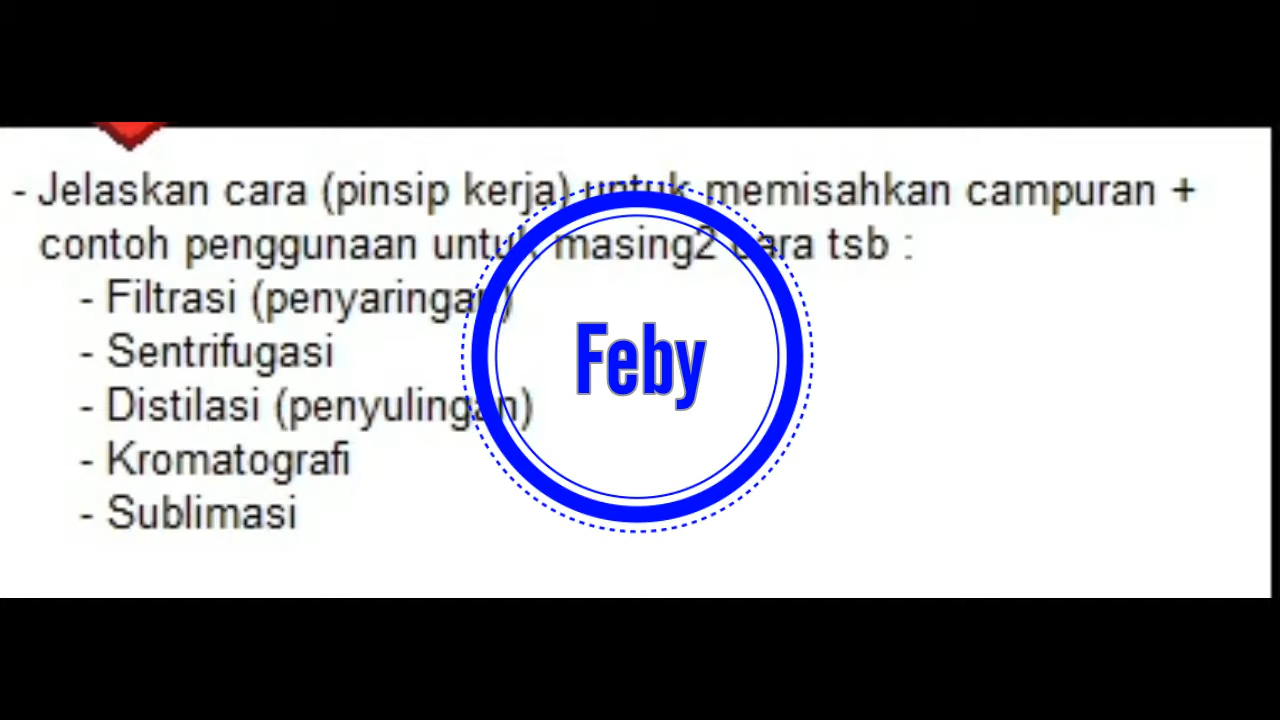 - Jelaskan cara (pinsip kerja) untuk memisahkan campuran +
contoh penggunaan untuk masing2 cara tsb :
- Filtrasi (penyaringan)
- Sentrifugasi
- Distilasi (penyulingan)
- Kromatografi
- Sublimasi
Feby